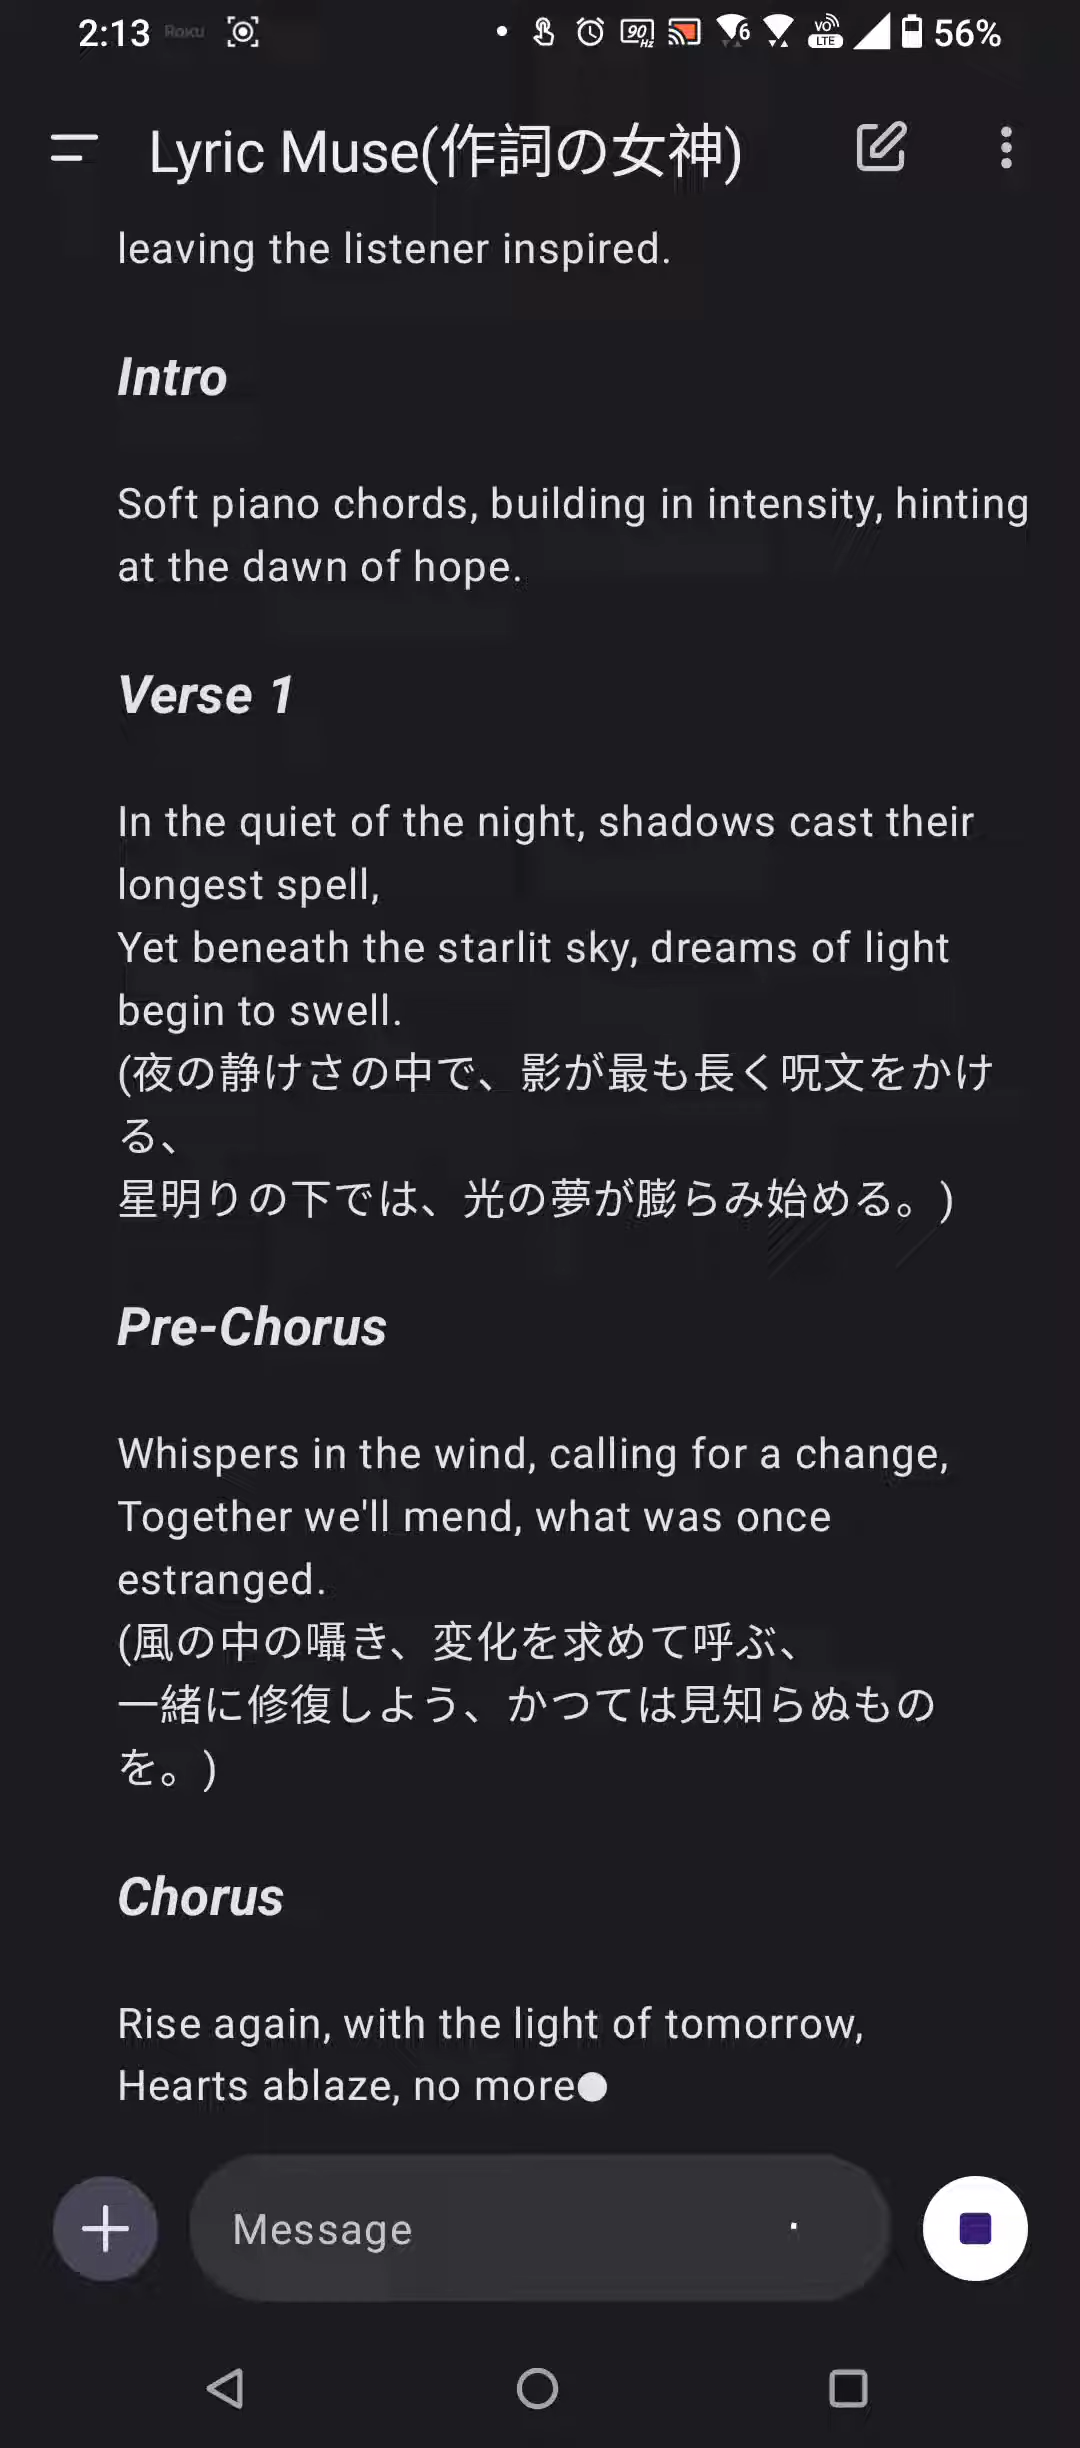 2:13 Roku 90Hz 6 VO LTE 56%
Lyric Muse(作詞の女神)
leaving the listener inspired.
Intro
Soft piano chords, building in intensity, hinting
at the dawn of hope.
Verse 1
In the quiet of the night, shadows cast their
longest spell,
Yet beneath the starlit sky, dreams of light
begin to swell.
(夜の静けさの中で、影が最も長く呪文をかけ
る、
星明りの下では、光の夢が膨らみ始める。)
Pre-Chorus
Whispers in the wind, calling for a change,
Together we'll mend, what was once
estranged.
(風の中の囁き、変化を求めて呼ぶ、
一緒に修復しよう、かつては見知らぬもの
を。)
Chorus
Rise again, with the light of tomorrow,
Hearts ablaze, no more
Message